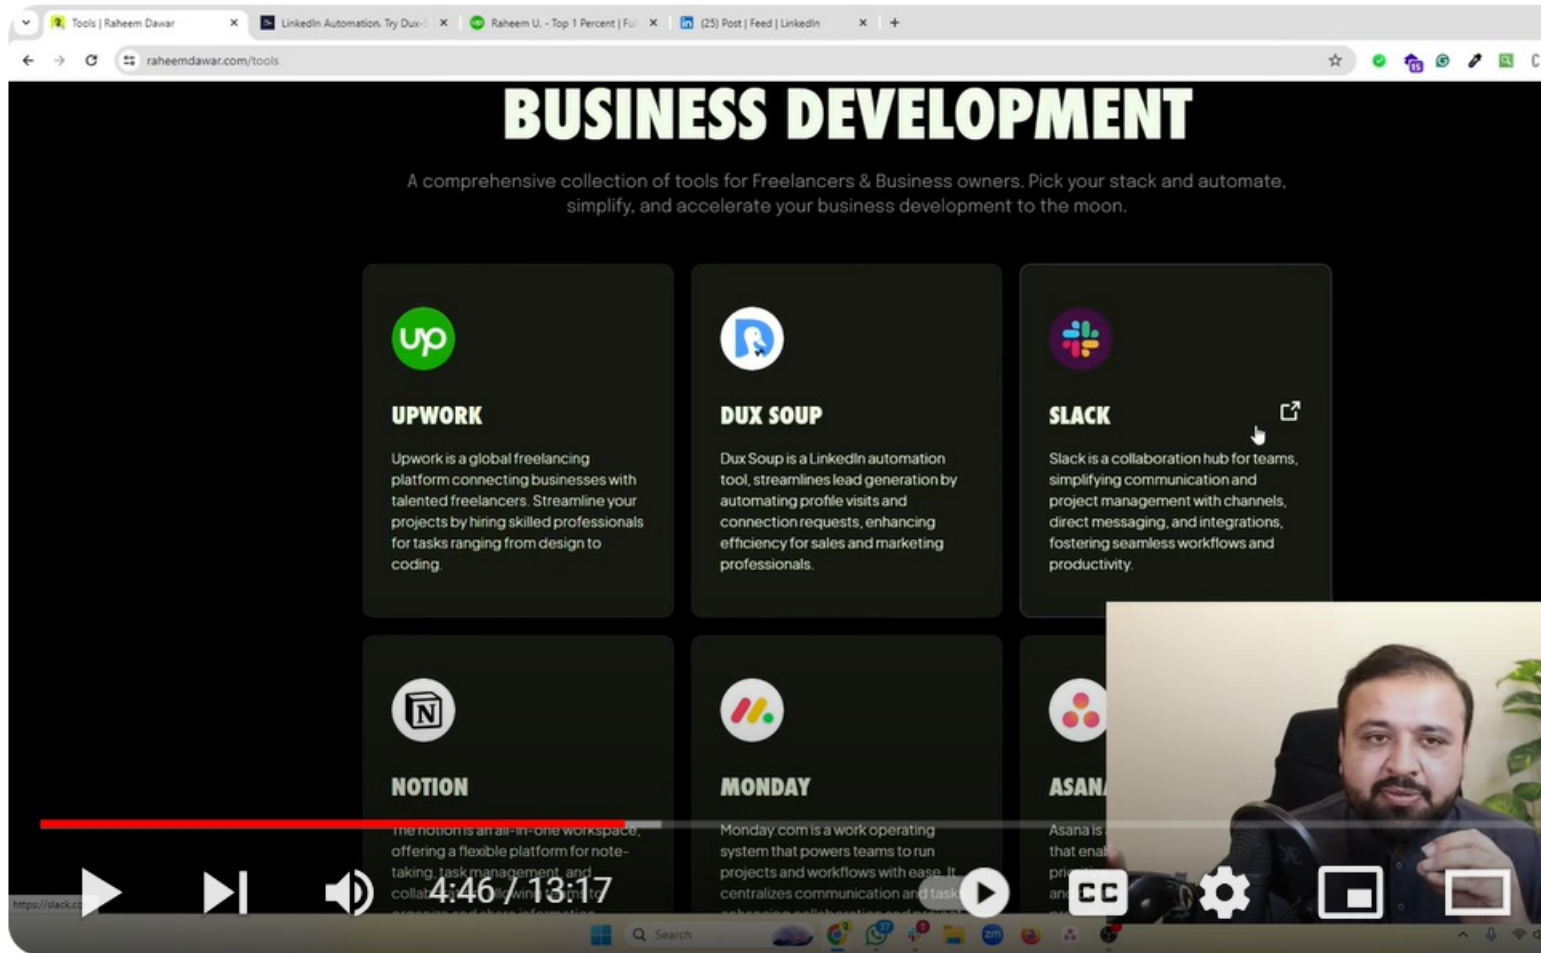 Tools | Raheem Dawar
LinkedIn Automation. Try Dux-S
Raheem U. - Top 1 Percent | Ful
(25) Post | Feed | LinkedIn
raheemdawar.com/tools
15
BUSINESS DEVELOPMENT
A comprehensive collection of tools for Freelancers & Business owners. Pick your stack and automate,
simplify, and accelerate your business development to the moon.
up
UPWORK
Upwork is a global freelancing
platform connecting businesses with
talented freelancers. Streamline your
projects by hiring skilled professionals
for tasks ranging from design to
coding.
DUX SOUP
Dux Soup is a LinkedIn automation
tool, streamlines lead generation by
automating profile visits and
connection requests, enhancing
efficiency for sales and marketing
professionals.
SLACK
Slack is a collaboration hub for teams,
simplifying communication and
project management with channels,
direct messaging, and integrations,
fostering seamless workflows and
productivity.
N
NOTION
The notion is an all-in-one workspace,
offering a flexible platform for note-
taking, task management, and
MONDAY
Monday.com is a work operating
system that powers teams to run
projects and workflows with ease. It
centralizes communication and task
ASANA
Asana is
that enab
4:46 / 13:17
CC
https://slack.co
Search
zm